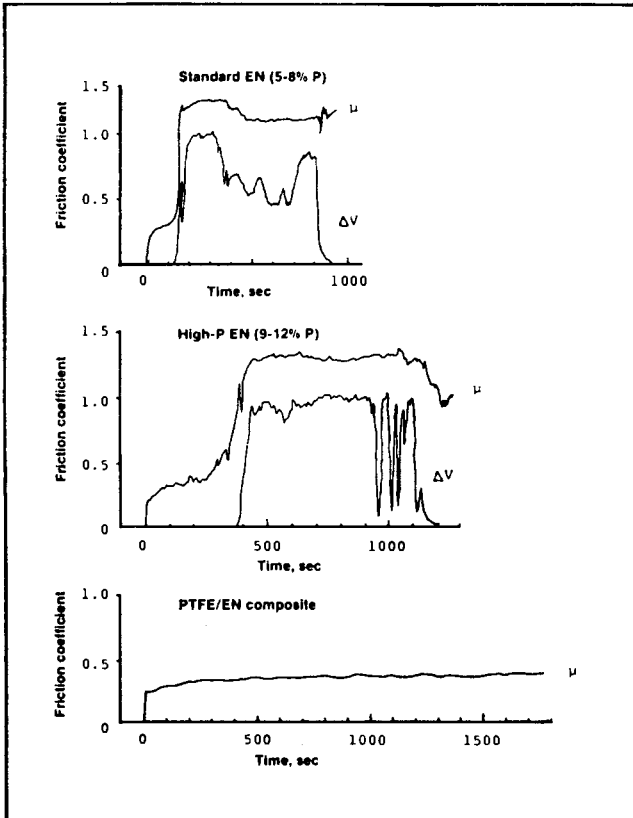 Standard EN (5-8% P)
Friction coefficient
1.5
1.0
0.5
0
μ
ΔV
0 1000
Time, sec
High-P EN (9-12% P)
Friction coefficient
1.5
1.0
0.5
0
μ
ΔV
0 500 1000
Time, sec
PTFE/EN composite
Friction coefficient
1.0
0.5
0
μ
0 500 1000 1500
Time, sec